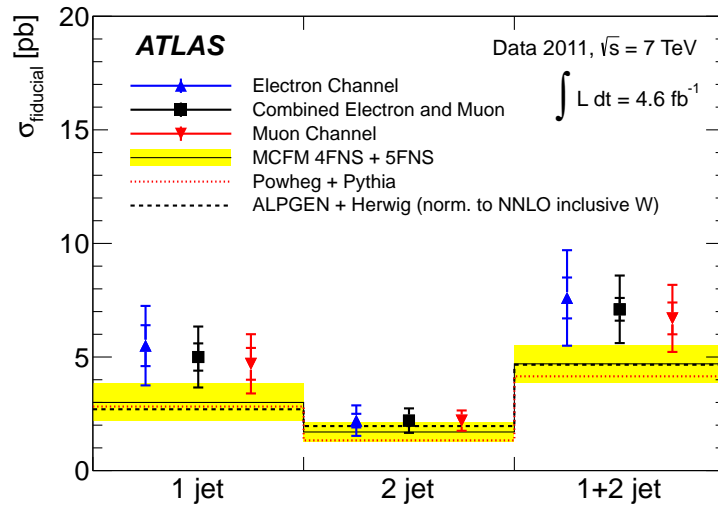 σfiducial [pb]
ATLAS
Data 2011, √s = 7 TeV
∫ L dt = 4.6 fb⁻¹
Electron Channel
Combined Electron and Muon
Muon Channel
MCFM 4FNS + 5FNS
Powheg + Pythia
ALPGEN + Herwig (norm. to NNLO inclusive W)
20
15
10
5
0
1 jet
2 jet
1+2 jet